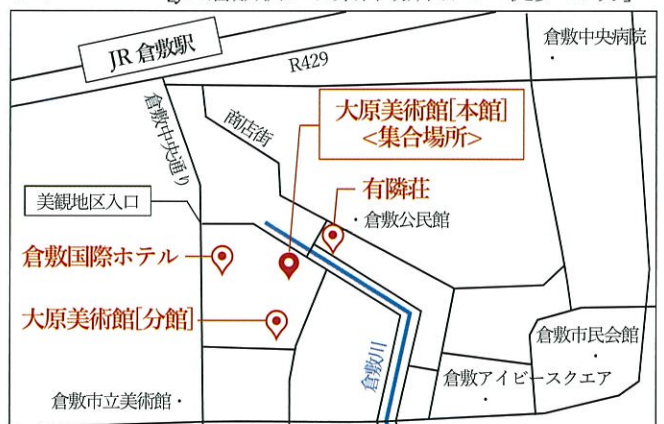 JR 倉敷駅
R429
倉敷中央病院
倉敷中央通り
商店街
大原美術館[本館]
<集合場所>
美観地区入口
有隣荘
・倉敷公民館
倉敷国際ホテル
大原美術館[分館]
倉敷川
倉敷市民会館
倉敷アイビースクエア
倉敷市立美術館・